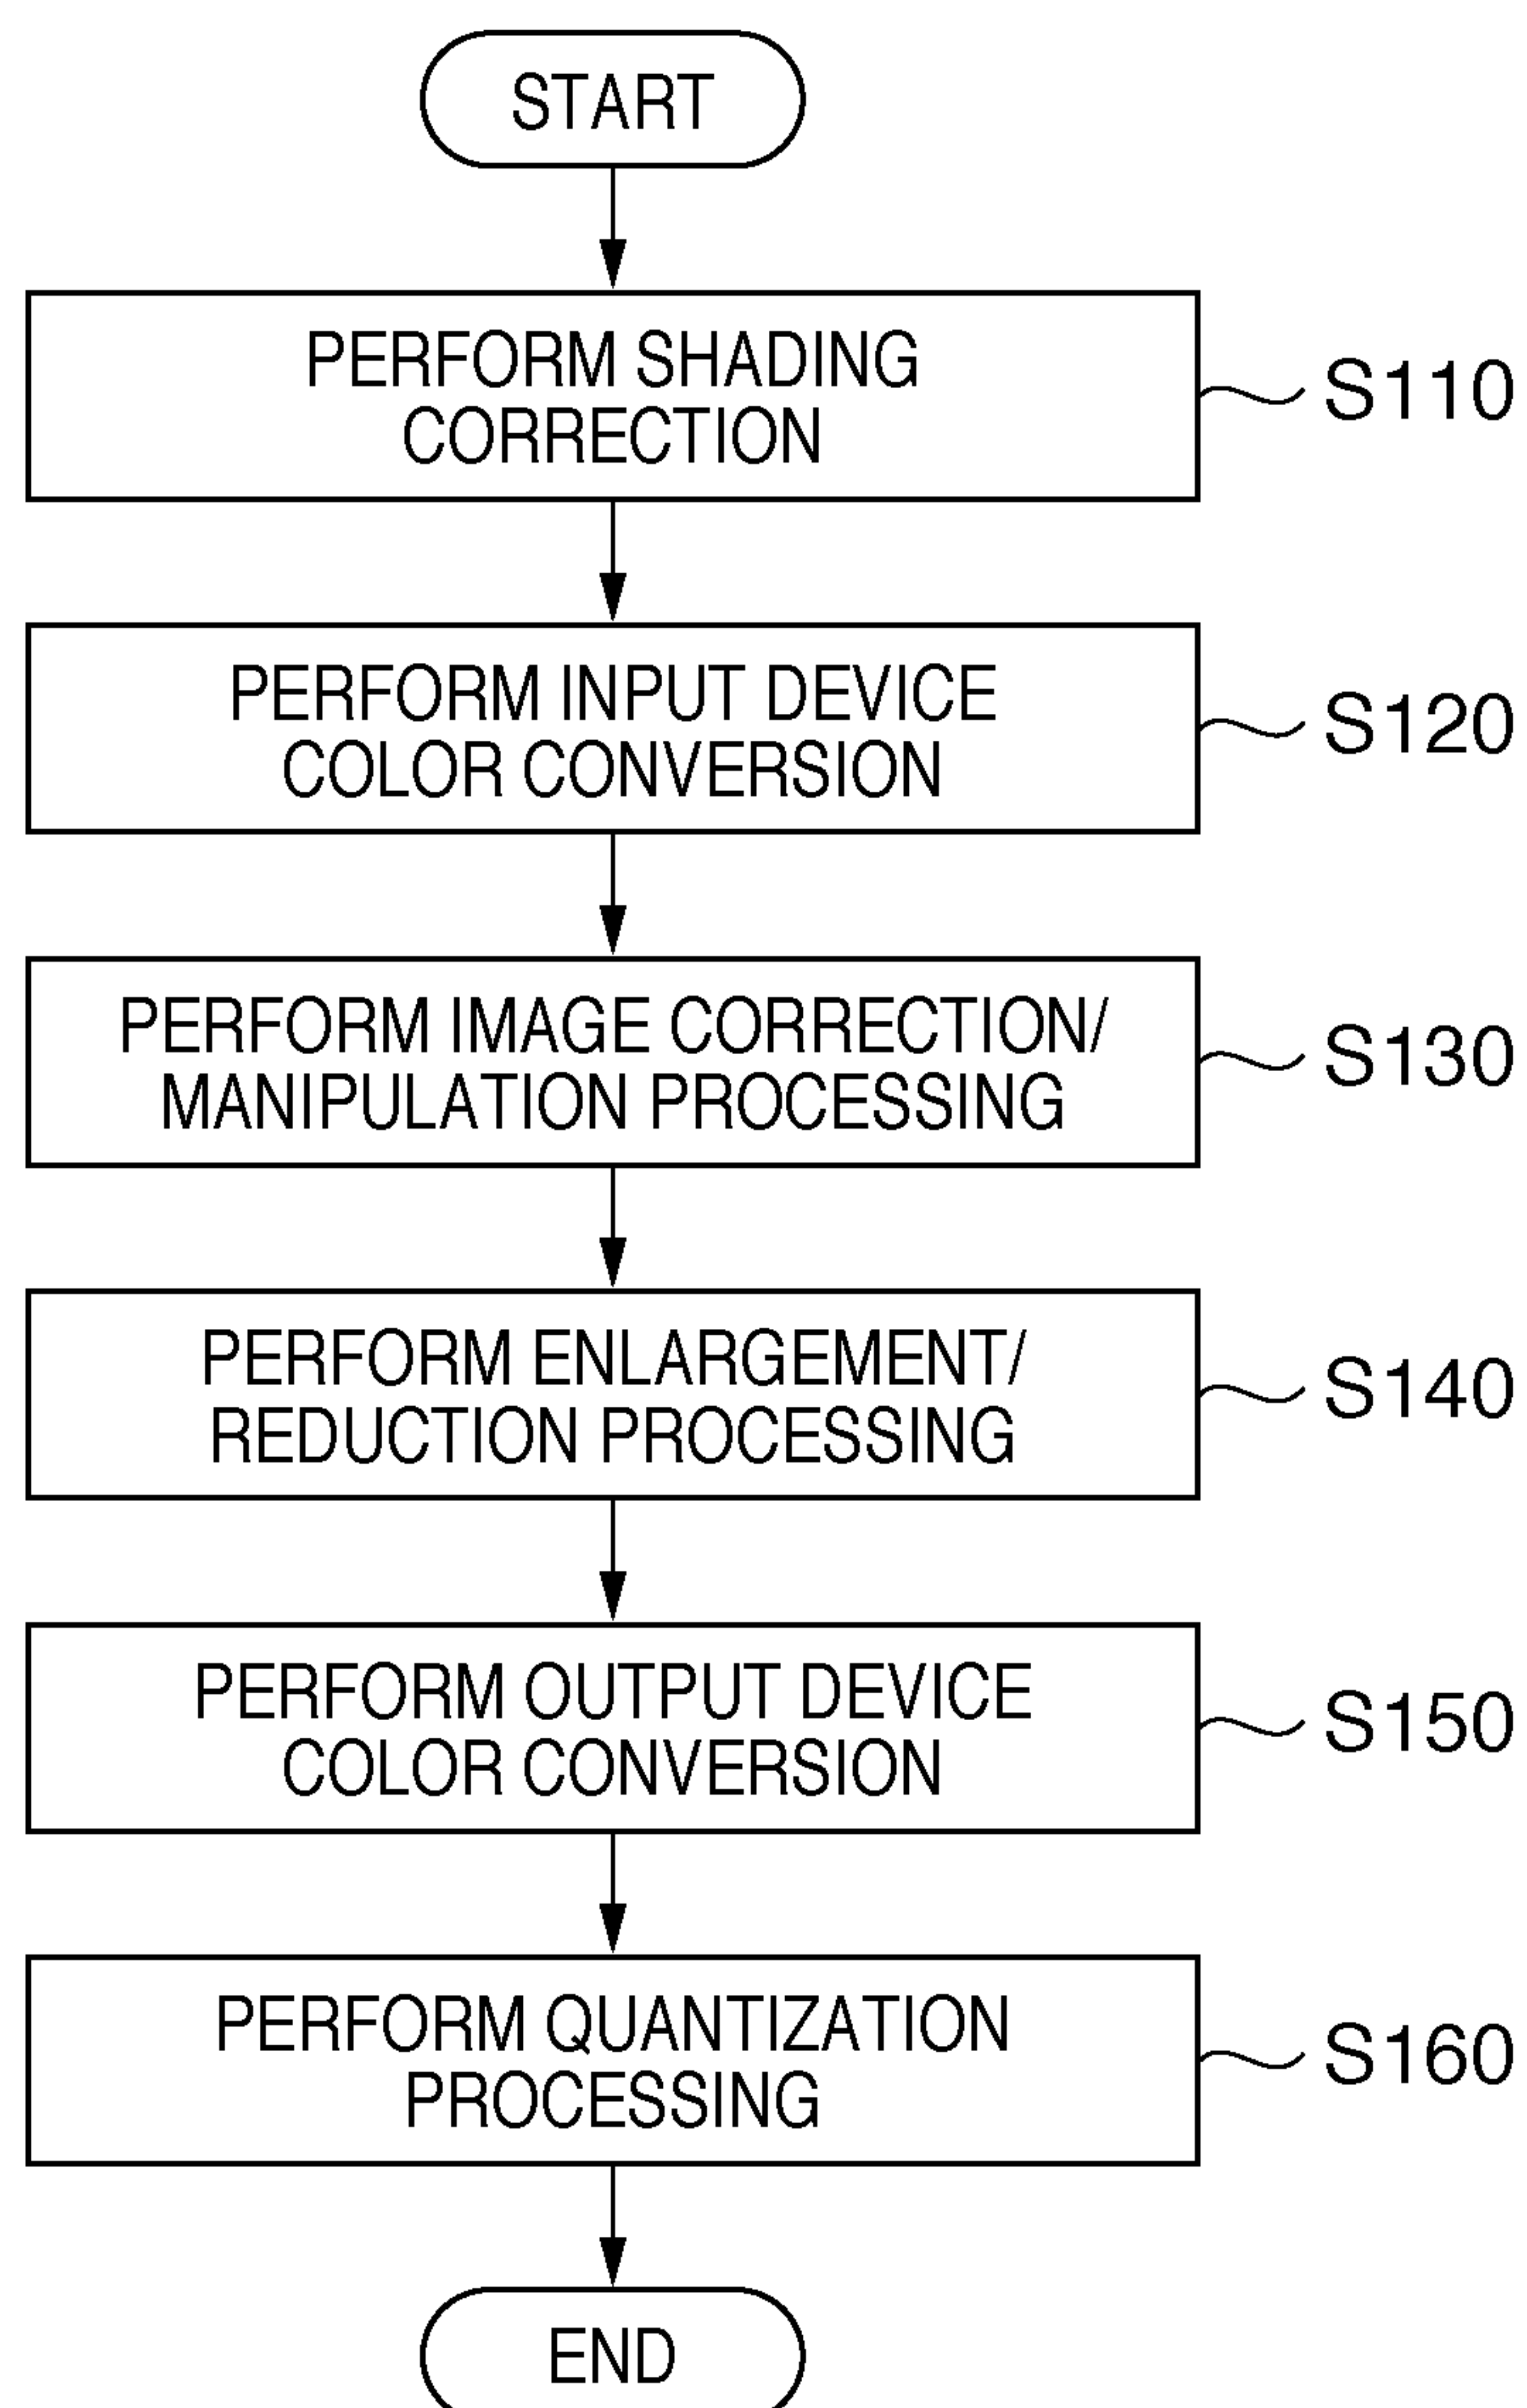 START
PERFORM SHADING
CORRECTION
S110
PERFORM INPUT DEVICE
COLOR CONVERSION
S120
PERFORM IMAGE CORRECTION/
MANIPULATION PROCESSING
S130
PERFORM ENLARGEMENT/
REDUCTION PROCESSING
S140
PERFORM OUTPUT DEVICE
COLOR CONVERSION
S150
PERFORM QUANTIZATION
PROCESSING
S160
END